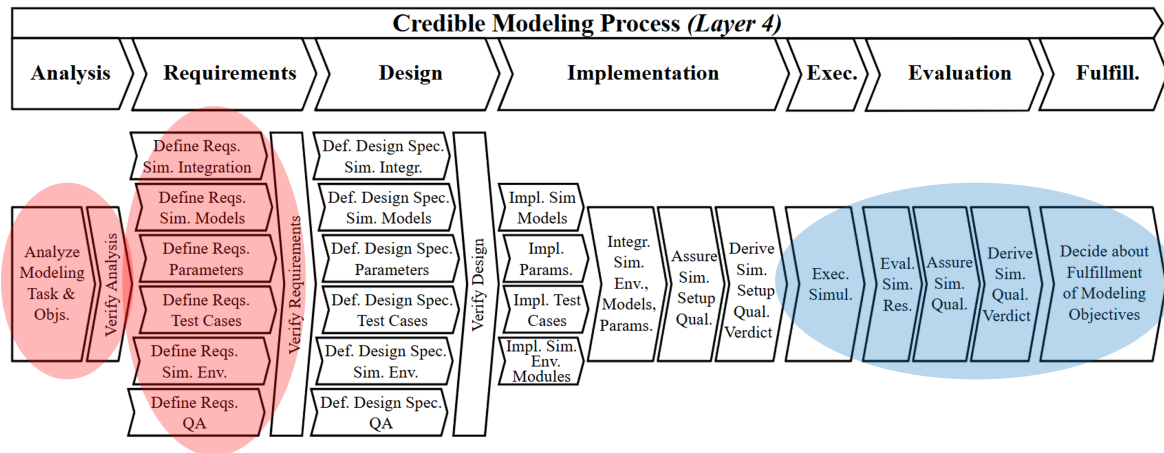 Credible Modeling Process (Layer 4)
Analysis
Requirements
Design
Implementation
Exec.
Evaluation
Fulfill.
Analyze
Modeling
Task &
Objs.
Verify Analysis
Define Reqs.
Sim. Integration
Define Reqs.
Sim. Models
Define Reqs.
Parameters
Define Reqs.
Test Cases
Define Reqs.
Sim. Env.
Define Reqs.
QA
Verify Requirements
Def. Design Spec.
Sim. Integr.
Def. Design Spec.
Sim. Models
Def. Design Spec.
Parameters
Def. Design Spec.
Test Cases
Def. Design Spec.
Sim. Env.
Def. Design Spec.
QA
Verify Design
Impl. Sim
Models
Impl.
Params.
Impl. Test
Cases
Impl. Sim.
Env.
Modules
Integr.
Sim.
Env.,
Models,
Params.
Assure
Sim.
Setup
Qual.
Derive
Sim.
Setup
Qual.
Verdict
Exec.
Simul.
Eval.
Sim.
Res.
Assure
Sim.
Qual.
Derive
Sim.
Qual.
Verdict
Decide about
Fulfillment
of Modeling
Objectives